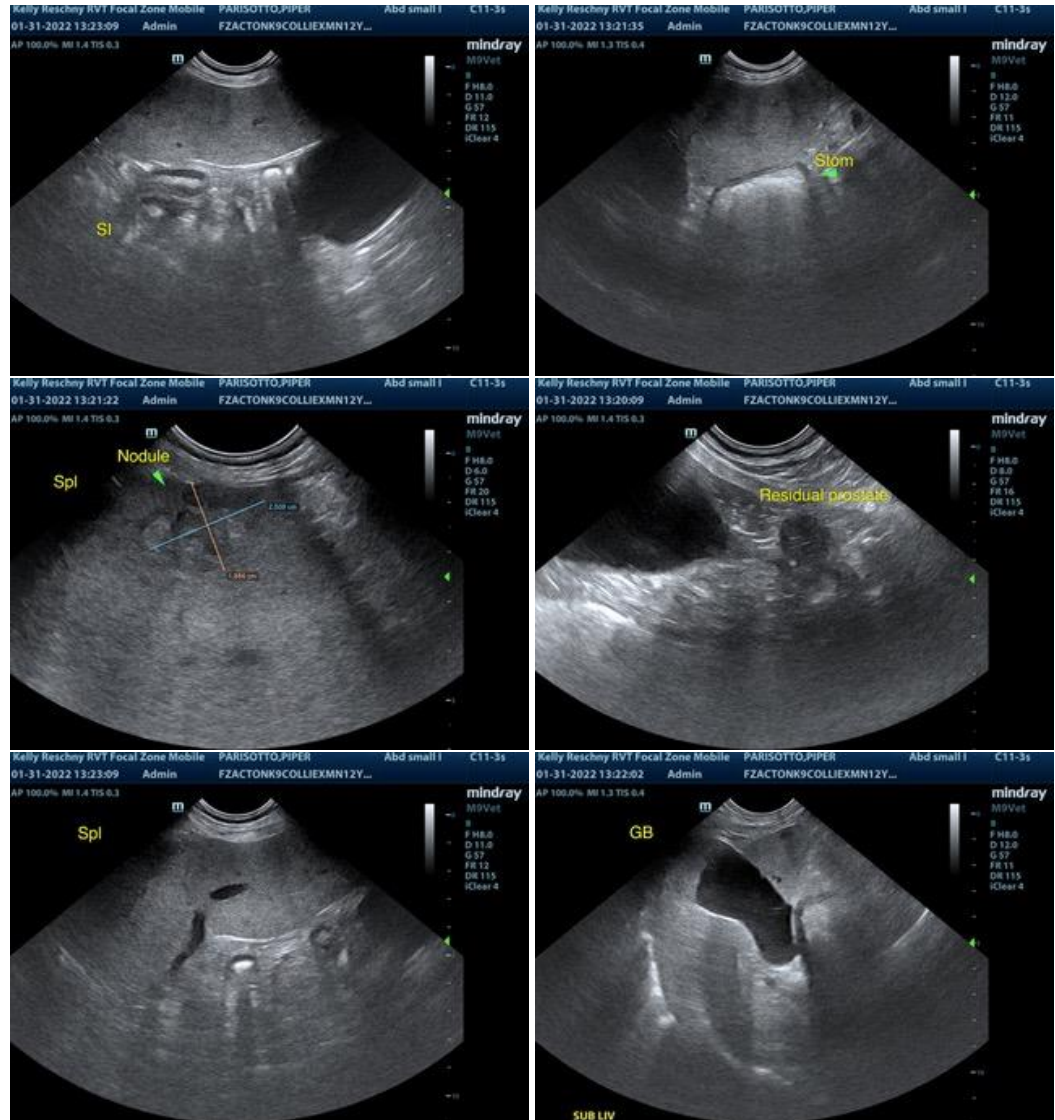 Kelly Reschny RVT Focal Zone Mobile PARISOTTO,PIPER Abd small I C11-3s
01-31-2022 13:23:09 Admin FZACTONK9COLLIEXMN12Y...
AP 100.0% MI 1.4 TIS 0.3
mindray
M9Vet
B
F H8.0
D 11.0
G 57
FR 12
DR 115
iClear 4
m
SI
10
Kelly Reschny RVT Focal Zone Mobile PARISOTTO,PIPER Abd small I C11-3s
01-31-2022 13:21:35 Admin FZACTONK9COLLIEXMN12Y...
AP 100.0% MI 1.3 TIS 0.4
mindray
M9Vet
B
F H8.0
D 12.0
G 57
FR 11
DR 115
iClear 4
m
Stom
10
Kelly Reschny RVT Focal Zone Mobile PARISOTTO,PIPER Abd small I C11-3s
01-31-2022 13:21:22 Admin FZACTONK9COLLIEXMN12Y...
AP 100.0% MI 1.4 TIS 0.3
mindray
M9Vet
B
F H8.0
D 6.0
G 57
FR 20
DR 115
iClear 4
m
Nodule
Spl
Kelly Reschny RVT Focal Zone Mobile PARISOTTO,PIPER Abd small I C11-3s
01-31-2022 13:20:09 Admin FZACTONK9COLLIEXMN12Y...
AP 100.0% MI 1.4 TIS 0.3
mindray
M9Vet
B
F H8.0
D 8.0
G 57
FR 16
DR 115
iClear 4
m
Residual prostate
Kelly Reschny RVT Focal Zone Mobile PARISOTTO,PIPER Abd small I C11-3s
01-31-2022 13:23:09 Admin FZACTONK9COLLIEXMN12Y...
AP 100.0% MI 1.4 TIS 0.3
mindray
M9Vet
B
F H8.0
D 11.0
G 57
FR 12
DR 115
iClear 4
m
Spl
10
Kelly Reschny RVT Focal Zone Mobile PARISOTTO,PIPER Abd small I C11-3s
01-31-2022 13:22:02 Admin FZACTONK9COLLIEXMN12Y...
AP 100.0% MI 1.3 TIS 0.4
mindray
M9Vet
B
F H8.0
D 12.0
G 57
FR 11
DR 115
iClear 4
m
GB
10
SUB LIV